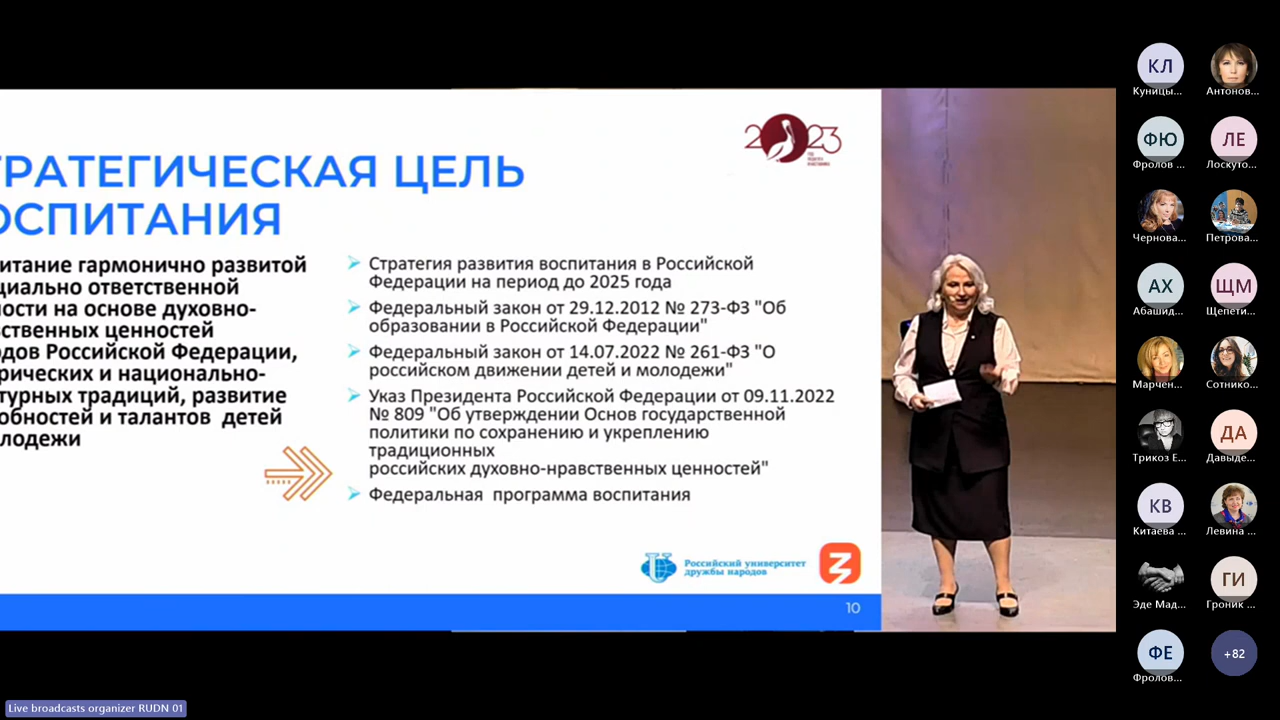 ТРАТЕГИЧЕСКАЯ ЦЕЛЬ
ОСПИТАНИЯ
итание гармонично развитой
циально ответственной
ности на основе духовно-
вственных ценностей
одов Российской Федерации,
рических и национально-
турных традиций, развитие
обностей и талантов детей
лодежи
Стратегия развития воспитания в Российской
Федерации на период до 2025 года
Федеральный закон от 29.12.2012 № 273-ФЗ "Об
образовании в Российской Федерации"
Федеральный закон от 14.07.2022 № 261-ФЗ "О
российском движении детей и молодежи"
Указ Президента Российской Федерации от 09.11.2022
№ 809 "Об утверждении Основ государственной
политики по сохранению и укреплению
традиционных
российских духовно-нравственных ценностей"
Федеральная программа воспитания
2023
Российский университет
дружбы народов
10
КЛ
Куницы...
Антонов...
ФЮ
Фролов ...
ЛЕ
Лоскуто...
Чернова...
Петрова...
АХ
Абашид...
ЩМ
Щепети...
Марчен...
Сотнико...
Трикоз Е...
ДА
Давыде...
КВ
Китаева ...
Левина ...
Эде Мад...
ГИ
Гроник ...
ФЕ
Фролов...
+82
Live broadcasts organizer RUDN 01